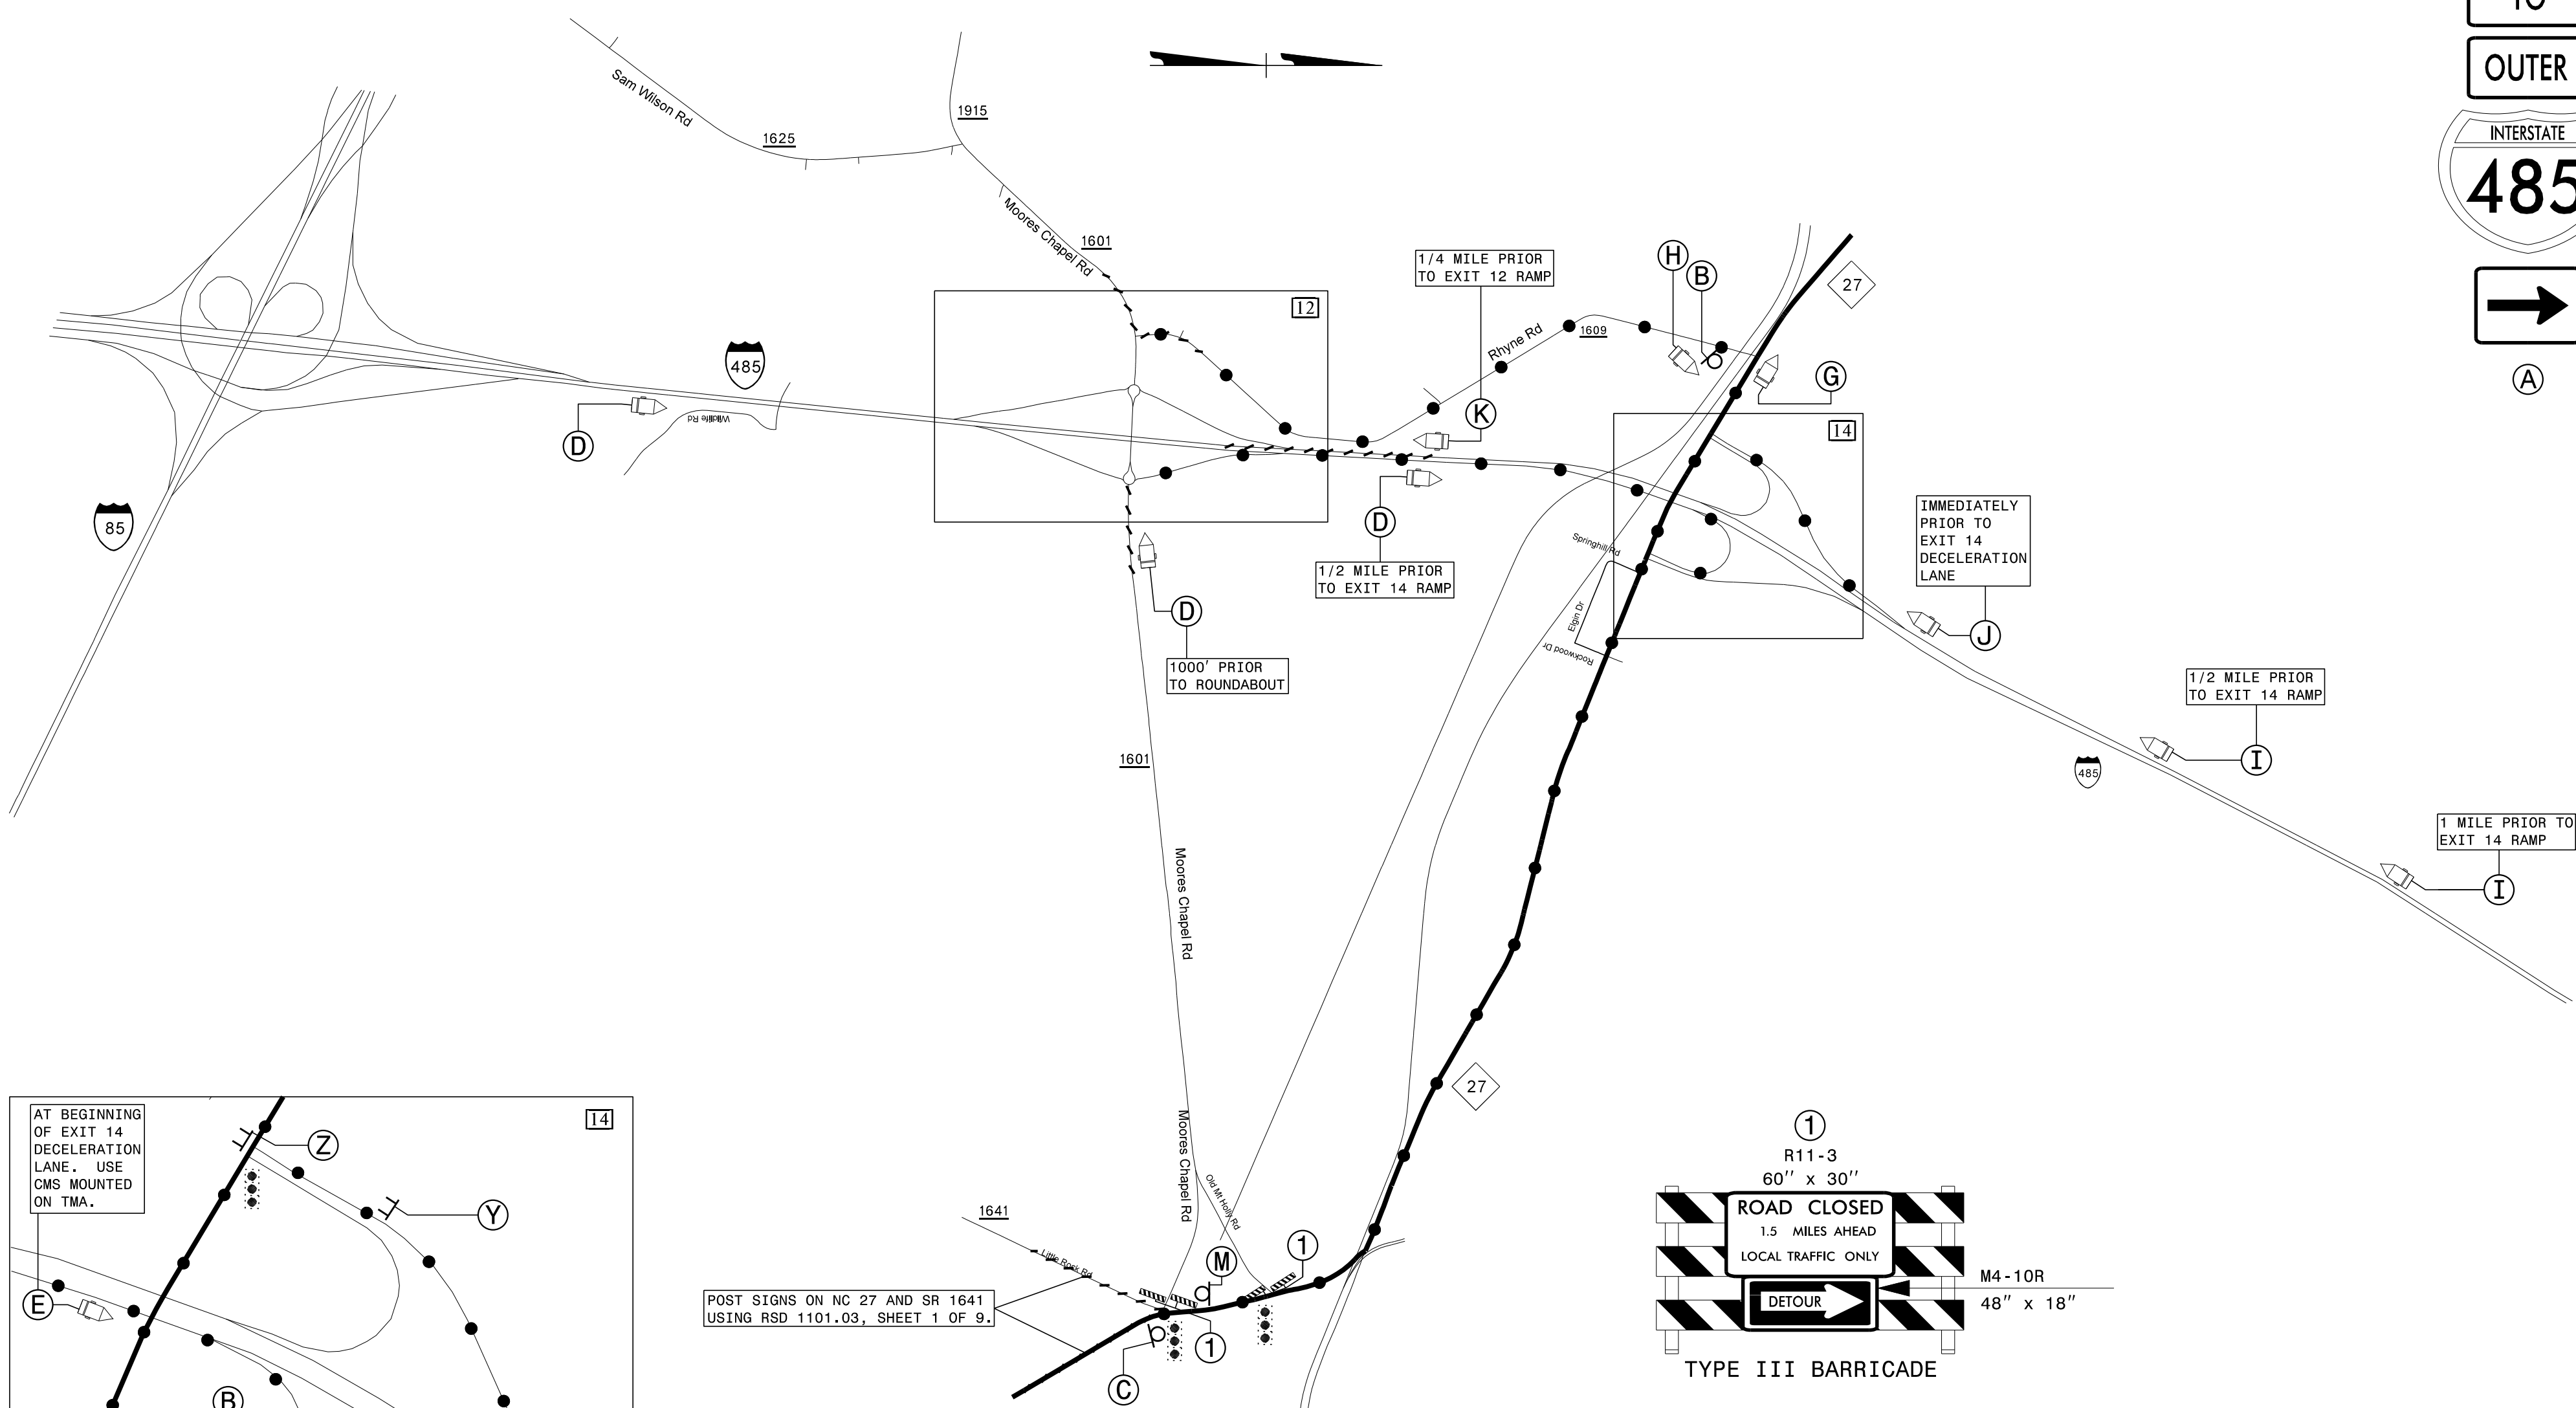 TO
OUTER
INTERSTATE
485
A
Sam Wilson Rd
1625
1915
Moores Chapel Rd
1601
12
1/4 MILE PRIOR
TO EXIT 12 RAMP
K
Rhyne Rd
1609
H
B
27
G
14
485
D
Wildlife Rd
85
D
1/2 MILE PRIOR
TO EXIT 14 RAMP
D
1000' PRIOR
TO ROUNDABOUT
Springhill Rd
Elgin Dr
Rockwood Dr
IMMEDIATELY
PRIOR TO
EXIT 14
DECELERATION
LANE
J
1/2 MILE PRIOR
TO EXIT 14 RAMP
I
485
1 MILE PRIOR TO
EXIT 14 RAMP
I
1601
Moores Chapel Rd
27
Moores Chapel Rd
Old Mt Holly Rd
1641
Little Rock Rd
M
1
1
C
POST SIGNS ON NC 27 AND SR 1641
USING RSD 1101.03, SHEET 1 OF 9.
AT BEGINNING
OF EXIT 14
DECELERATION
LANE. USE
CMS MOUNTED
ON TMA.
E
Z
14
Y
B
1
R11-3
60" x 30"
ROAD CLOSED
1.5 MILES AHEAD
LOCAL TRAFFIC ONLY
DETOUR
M4-10R
48" x 18"
TYPE III BARRICADE